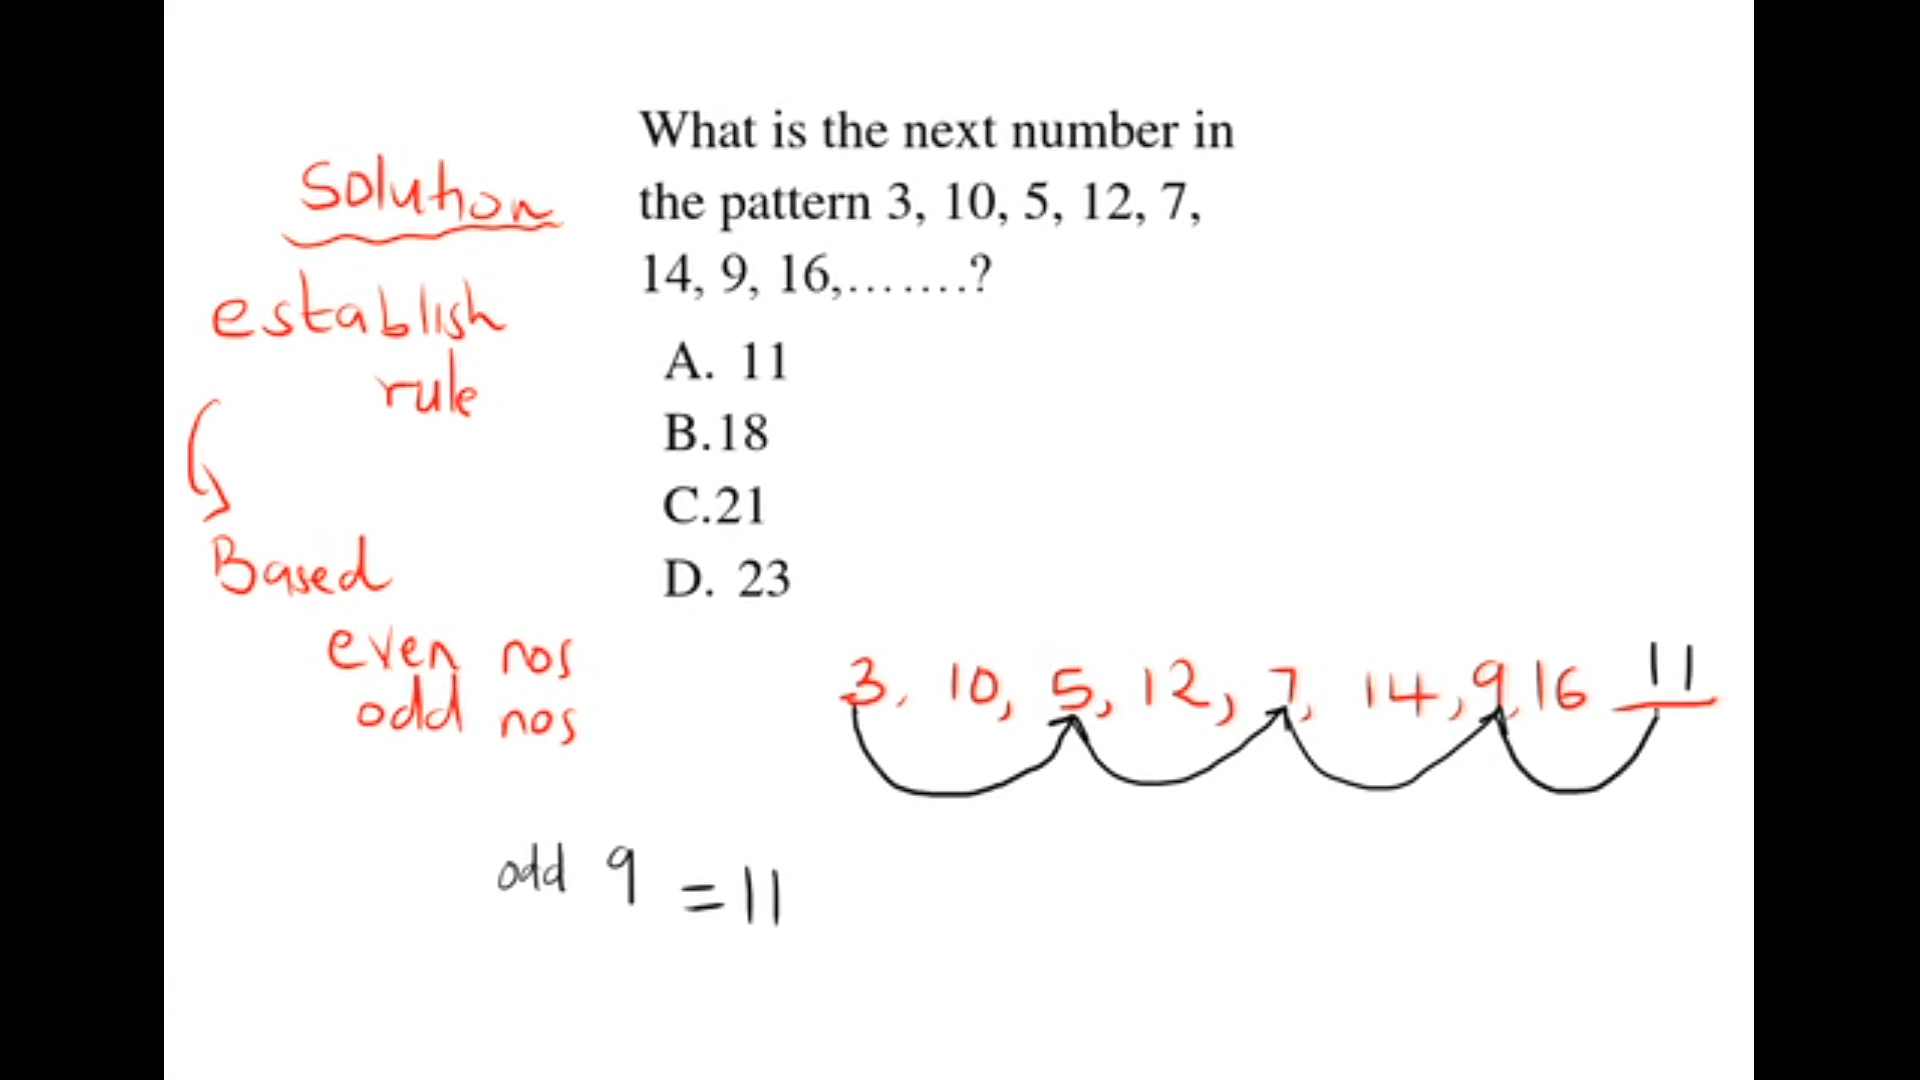 What is the next number in
the pattern 3, 10, 5, 12, 7,
14, 9, 16,.......?
A. 11
B.18
C.21
D. 23
Solution
establish
rule
Based
even nos
odd nos
3, 10, 5, 12, 7, 14, 9, 16 11
odd 9 = 11